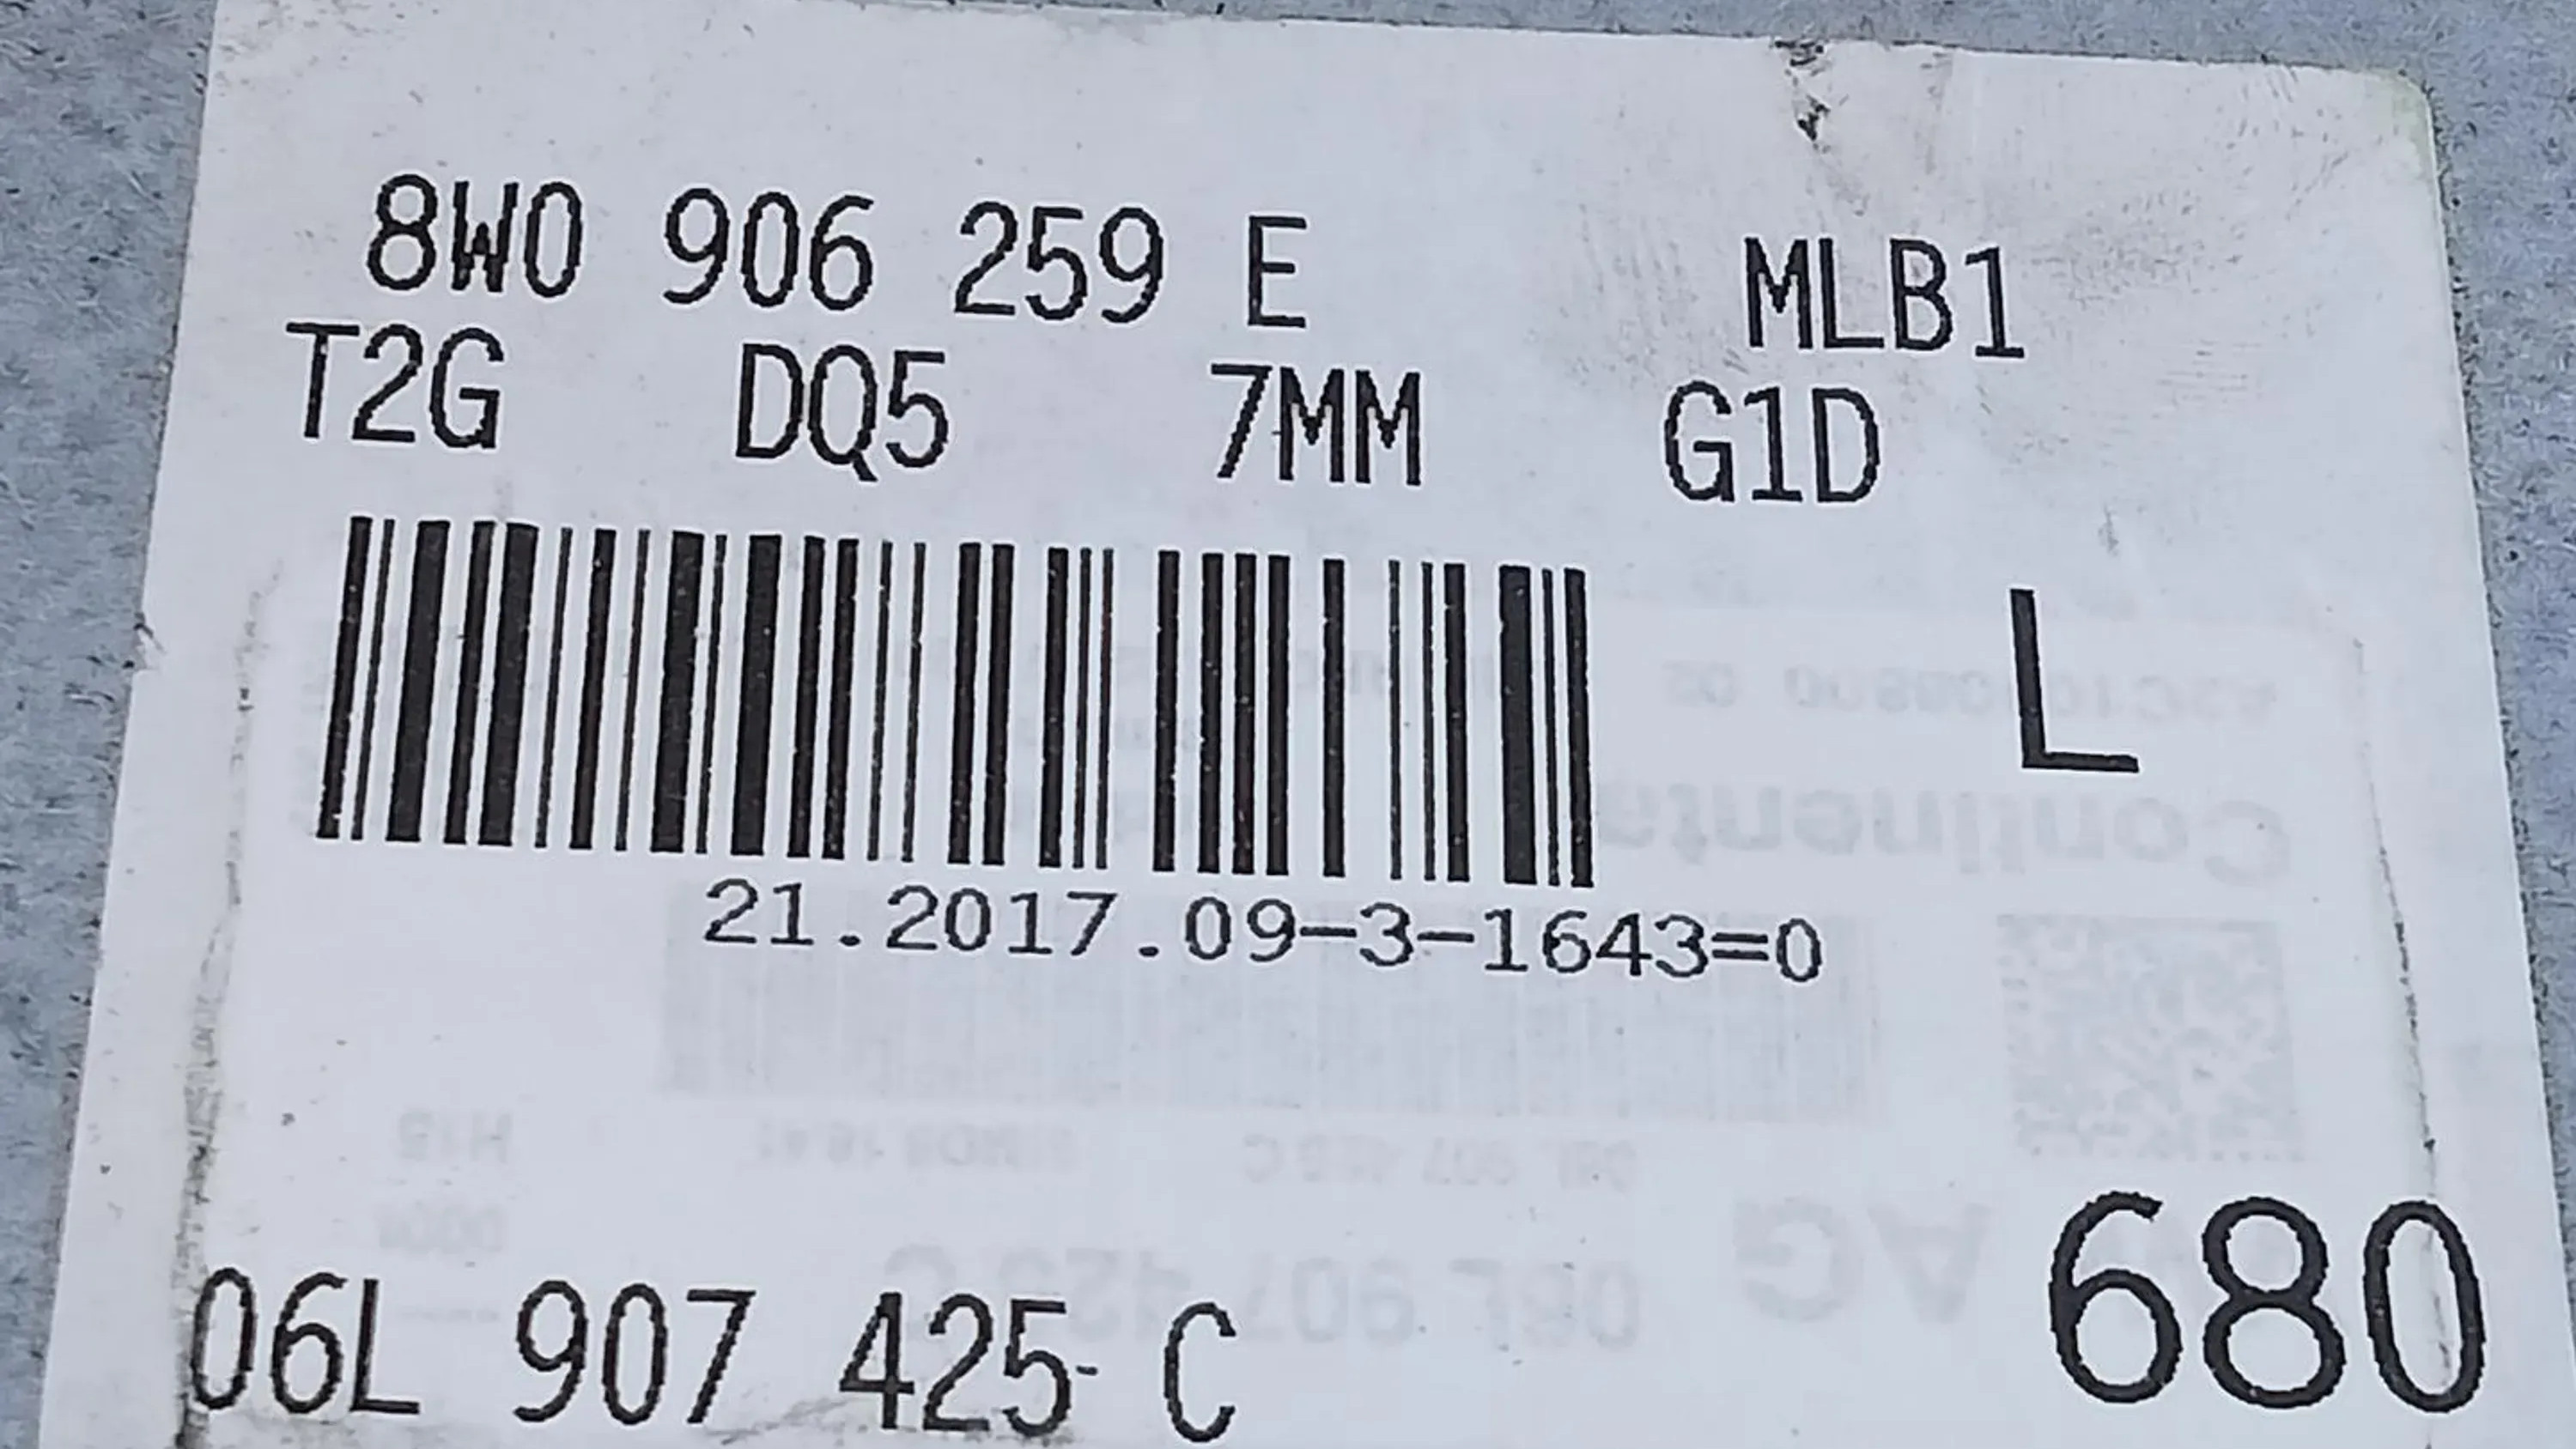 8W0 906 259 E MLB1
T2G DQ5 7MM G1D
L
21.2017.09-3-1643=0
680
06L 907 425 C